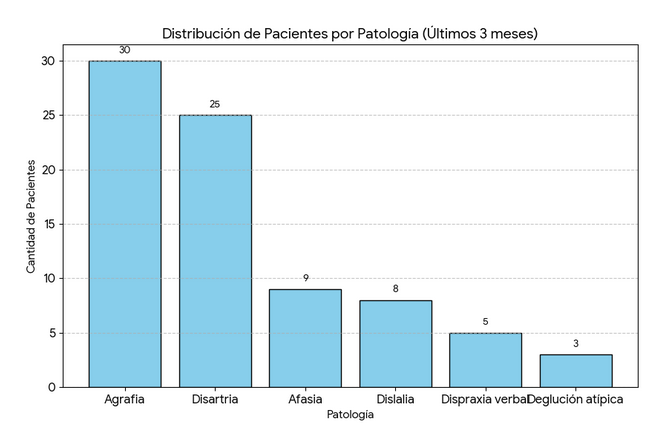 Distribución de Pacientes por Patología (Últimos 3 meses)
Cantidad de Pacientes
30
25
20
15
10
5
0
30
25
9
8
5
3
Agrafia
Disartria
Afasia
Dislalia
Dispraxia verbal
Deglución atípica
Patología